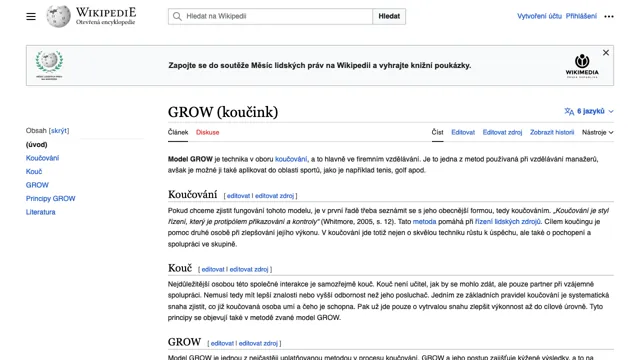 WIKIPEDIE
Otevřená encyklopedie
Hledat na Wikipedii
Hledat
Vytvoření účtu Přihlášení
Zapojte se do soutěže Měsíc lidských práv na Wikipedii a vyhrajte knižní poukázky.
WIKIMEDIA
Obsah [skrýt]
(úvod)
Koučování
Kouč
GROW
Principy GROW
Literatura
GROW (koučink)
6 jazyků
Článek Diskuse
Číst Editovat Editovat zdroj Zobrazit historii Nástroje
Model GROW je technika v oboru koučování, a to hlavně ve firemním vzdělávání. Je to jedna z metod používaná při vzdělávání manažerů,
avšak je možné ji také aplikovat do oblasti sportů, jako je například tenis, golf apod.
Koučování [ editovat | editovat zdroj ]
Pokud chceme zjistit fungování tohoto modelu, je v první řadě třeba seznámit se s jeho obecnější formou, tedy koučováním. „Koučování je styl
řízení, který je protipólem přikazování a kontroly“ (Whitmore, 2005, s. 12). Tato metoda pomáhá při řízení lidských zdrojů. Cílem koučingu je
pomoc druhé osobě při zlepšování jejího výkonu. V koučování jde totiž nejen o skvělou techniku růstu k úspěchu, ale také o pochopení a
spolupráci ve skupině.
Kouč [ editovat | editovat zdroj ]
Nejdůležitější osobou této společné interakce je samozřejmě kouč. Kouč není učitel, jak by se mohlo zdát, ale pouze partner při vzájemné
spolupráci. Nemusí tedy mít lepší znalosti nebo vyšší odbornost než jeho posluchač. Jedním ze základních pravidel koučování je systematická
snaha zjistit, co již koučovaná osoba umí a čeho je schopna. Pak už jde pouze o vytrvalou snahu zlepšit výkonnost až do cílové úrovně. Tyto
principy se objevují také v metodě zvané model GROW.
GROW [ editovat | editovat zdroj ]
Model GROW je jednou z nejčastěji uplatňovanou metodou v procesu koučování. GROW a jeho postup zajišťuje kýžené výsledky, a to na